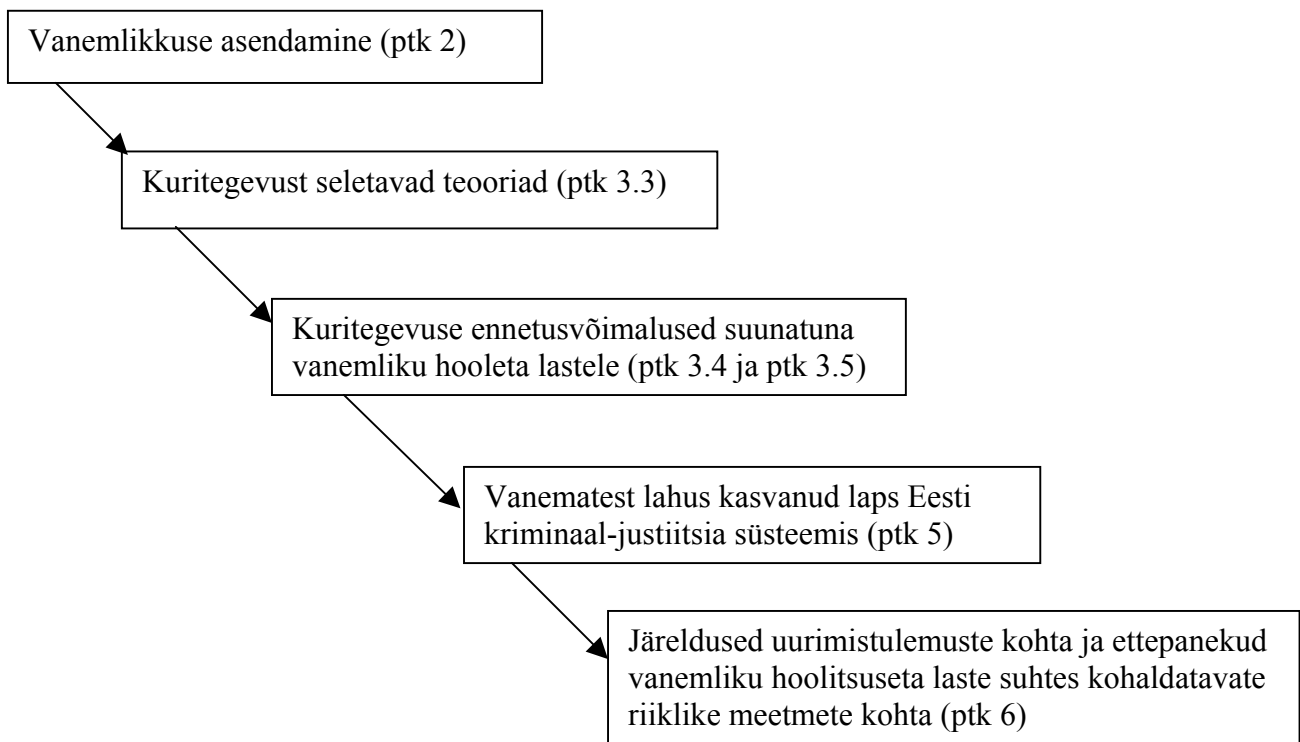 Vanemlikkuse asendamine (ptk 2)
Kuritegevust seletavad teooriad (ptk 3.3)
Kuritegevuse ennetusvõimalused suunatuna
vanemliku hooleta lastele (ptk 3.4 ja ptk 3.5)
Vanematest lahus kasvanud laps Eesti
kriminaal-justiitsia süsteemis (ptk 5)
Järeldused uurimistulemuste kohta ja ettepanekud
vanemliku hoolitsuseta laste suhtes kohaldatavate
riiklike meetmete kohta (ptk 6)